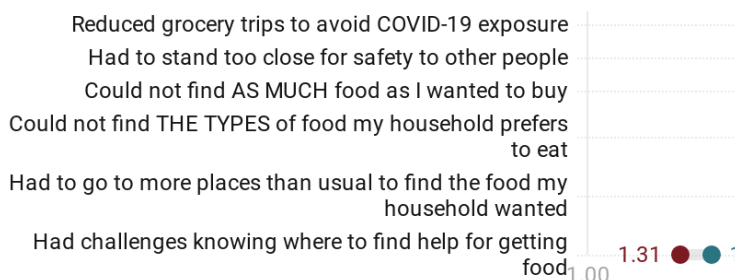 Reduced grocery trips to avoid COVID-19 exposure
Had to stand too close for safety to other people
Could not find AS MUCH food as I wanted to buy
Could not find THE TYPES of food my household prefers
to eat
Had to go to more places than usual to find the food my
household wanted
Had challenges knowing where to find help for getting
food
1.31
1.00